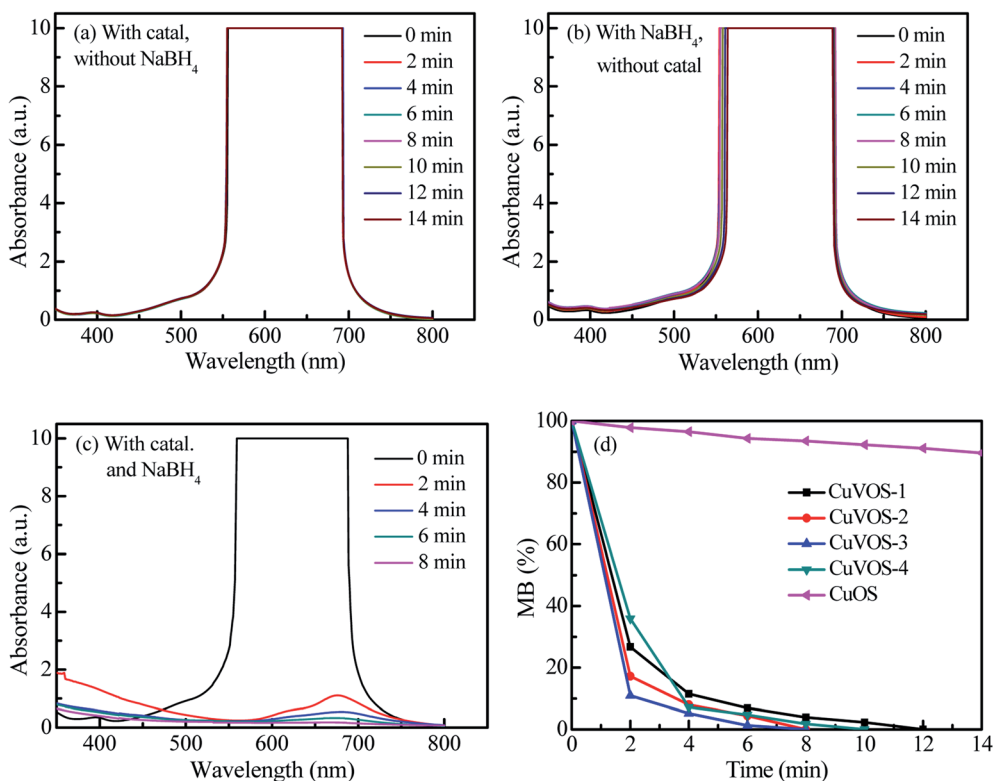 (a) With catal,
without NaBH4
0 min
2 min
4 min
6 min
8 min
10 min
12 min
14 min
Absorbance (a.u.)
10
8
6
4
2
0
400 500 600 700 800
Wavelength (nm)
(b) With NaBH4,
without catal
0 min
2 min
4 min
6 min
8 min
10 min
12 min
14 min
Absorbance (a.u.)
10
8
6
4
2
0
400 500 600 700 800
Wavelength (nm)
(c) With catal.
and NaBH4
0 min
2 min
4 min
6 min
8 min
Absorbance (a.u.)
10
8
6
4
2
0
400 500 600 700 800
Wavelength (nm)
(d)
CuVOS-1
CuVOS-2
CuVOS-3
CuVOS-4
CuOS
MB (%)
100
80
60
40
20
0
0 2 4 6 8 10 12 14
Time (min)